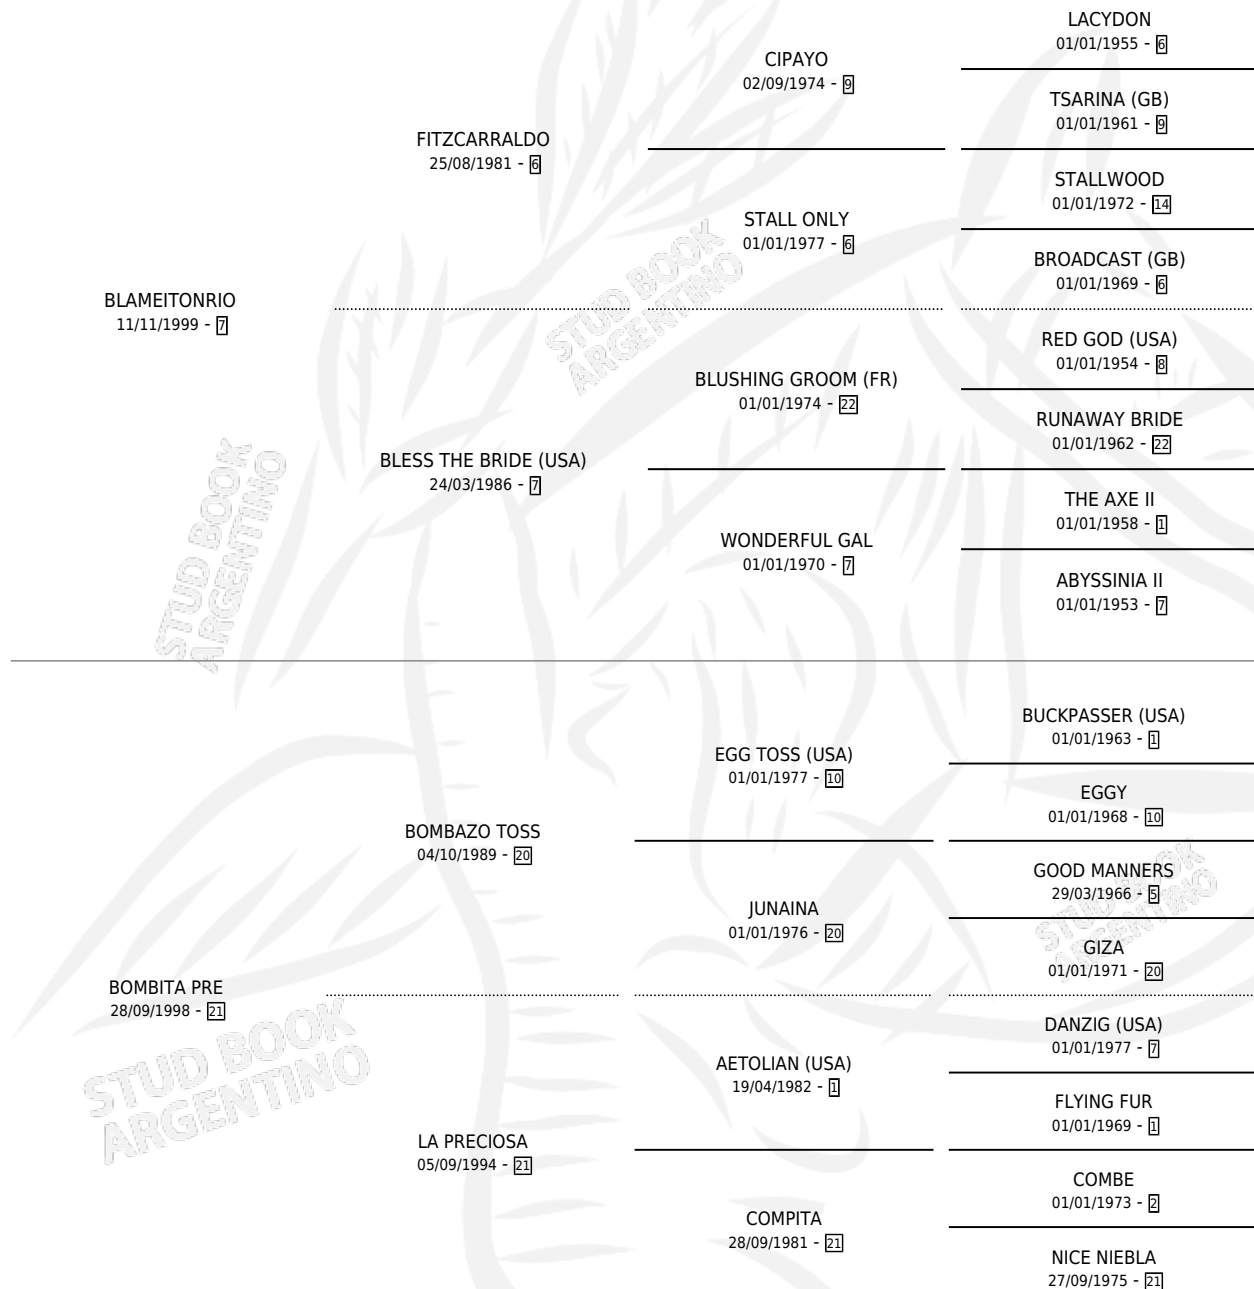 LACYDON
01/01/1955 - 6
CIPAYO
02/09/1974 - 9
TSARINA (GB)
01/01/1961 - 9
FITZCARRALDO
25/08/1981 - 6
STALLWOOD
01/01/1972 - 14
STALL ONLY
01/01/1977 - 6
BROADCAST (GB)
01/01/1969 - 6
BLAMEITONRIO
11/11/1999 - 7
STUD BOOK
ARGENTINO
RED GOD (USA)
01/01/1954 - 8
BLUSHING GROOM (FR)
01/01/1974 - 22
RUNAWAY BRIDE
01/01/1962 - 22
BLESS THE BRIDE (USA)
24/03/1986 - 7
THE AXE II
01/01/1958 - 1
WONDERFUL GAL
01/01/1970 - 7
ABYSSINIA II
01/01/1953 - 7
STUD BOOK
ARGENTINO
BUCKPASSER (USA)
01/01/1963 - 1
EGG TOSS (USA)
01/01/1977 - 10
EGGY
01/01/1968 - 10
BOMBAZO TOSS
04/10/1989 - 20
GOOD MANNERS
29/03/1966 - 5
JUNAINA
01/01/1976 - 20
GIZA
01/01/1971 - 20
STUD BOOK
ARGENTINO
BOMBITA PRE
28/09/1998 - 21
STUD BOOK
ARGENTINO
DANZIG (USA)
01/01/1977 - 7
AETOLIAN (USA)
19/04/1982 - 1
FLYING FUR
01/01/1969 - 1
LA PRECIOSA
05/09/1994 - 21
COMBE
01/01/1973 - 2
COMPITA
28/09/1981 - 21
NICE NIEBLA
27/09/1975 - 21